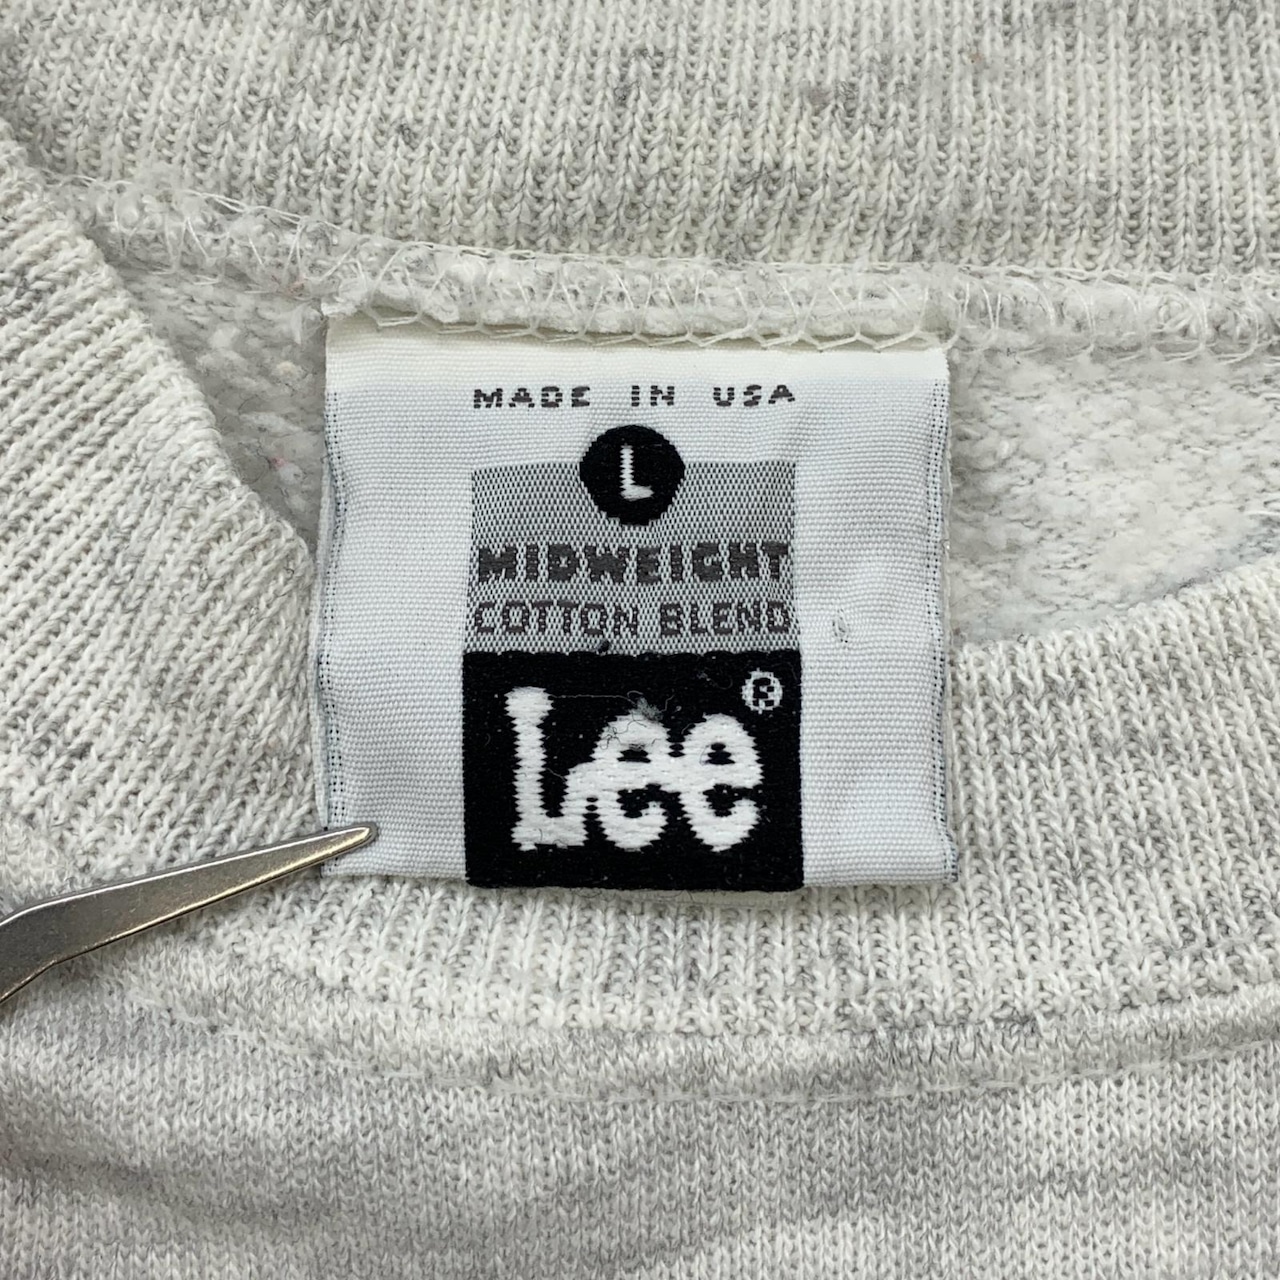 MADE IN USA
L
MIDWEIGHT
COTTON BLEND
Lee®